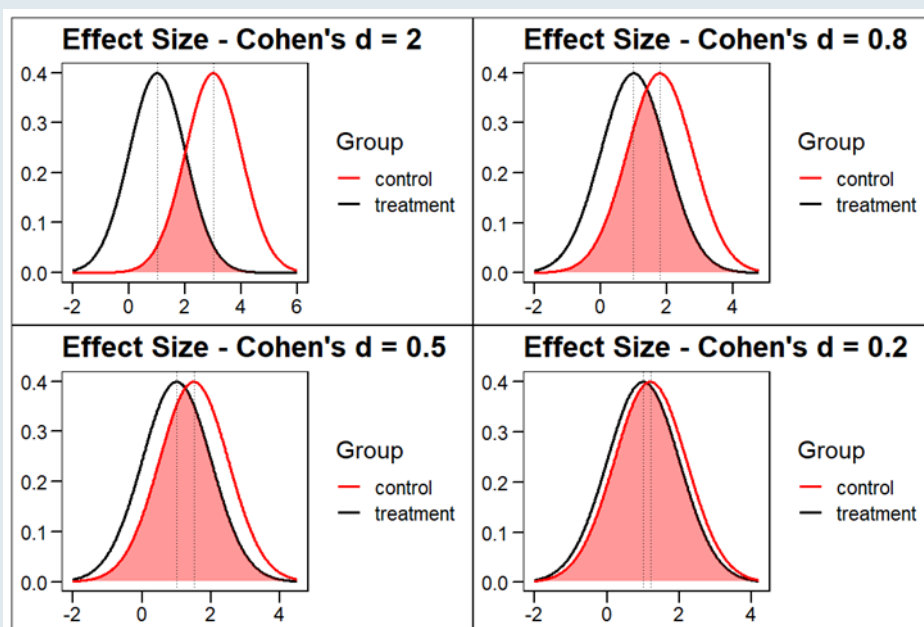 Effect Size - Cohen's d = 2
0.4
0.3
0.2
0.1
0.0
-2 0 2 4 6
Group
control
treatment
Effect Size - Cohen's d = 0.8
0.4
0.3
0.2
0.1
0.0
-2 0 2 4
Group
control
treatment
Effect Size - Cohen's d = 0.5
0.4
0.3
0.2
0.1
0.0
-2 0 2 4
Group
control
treatment
Effect Size - Cohen's d = 0.2
0.4
0.3
0.2
0.1
0.0
-2 0 2 4
Group
control
treatment